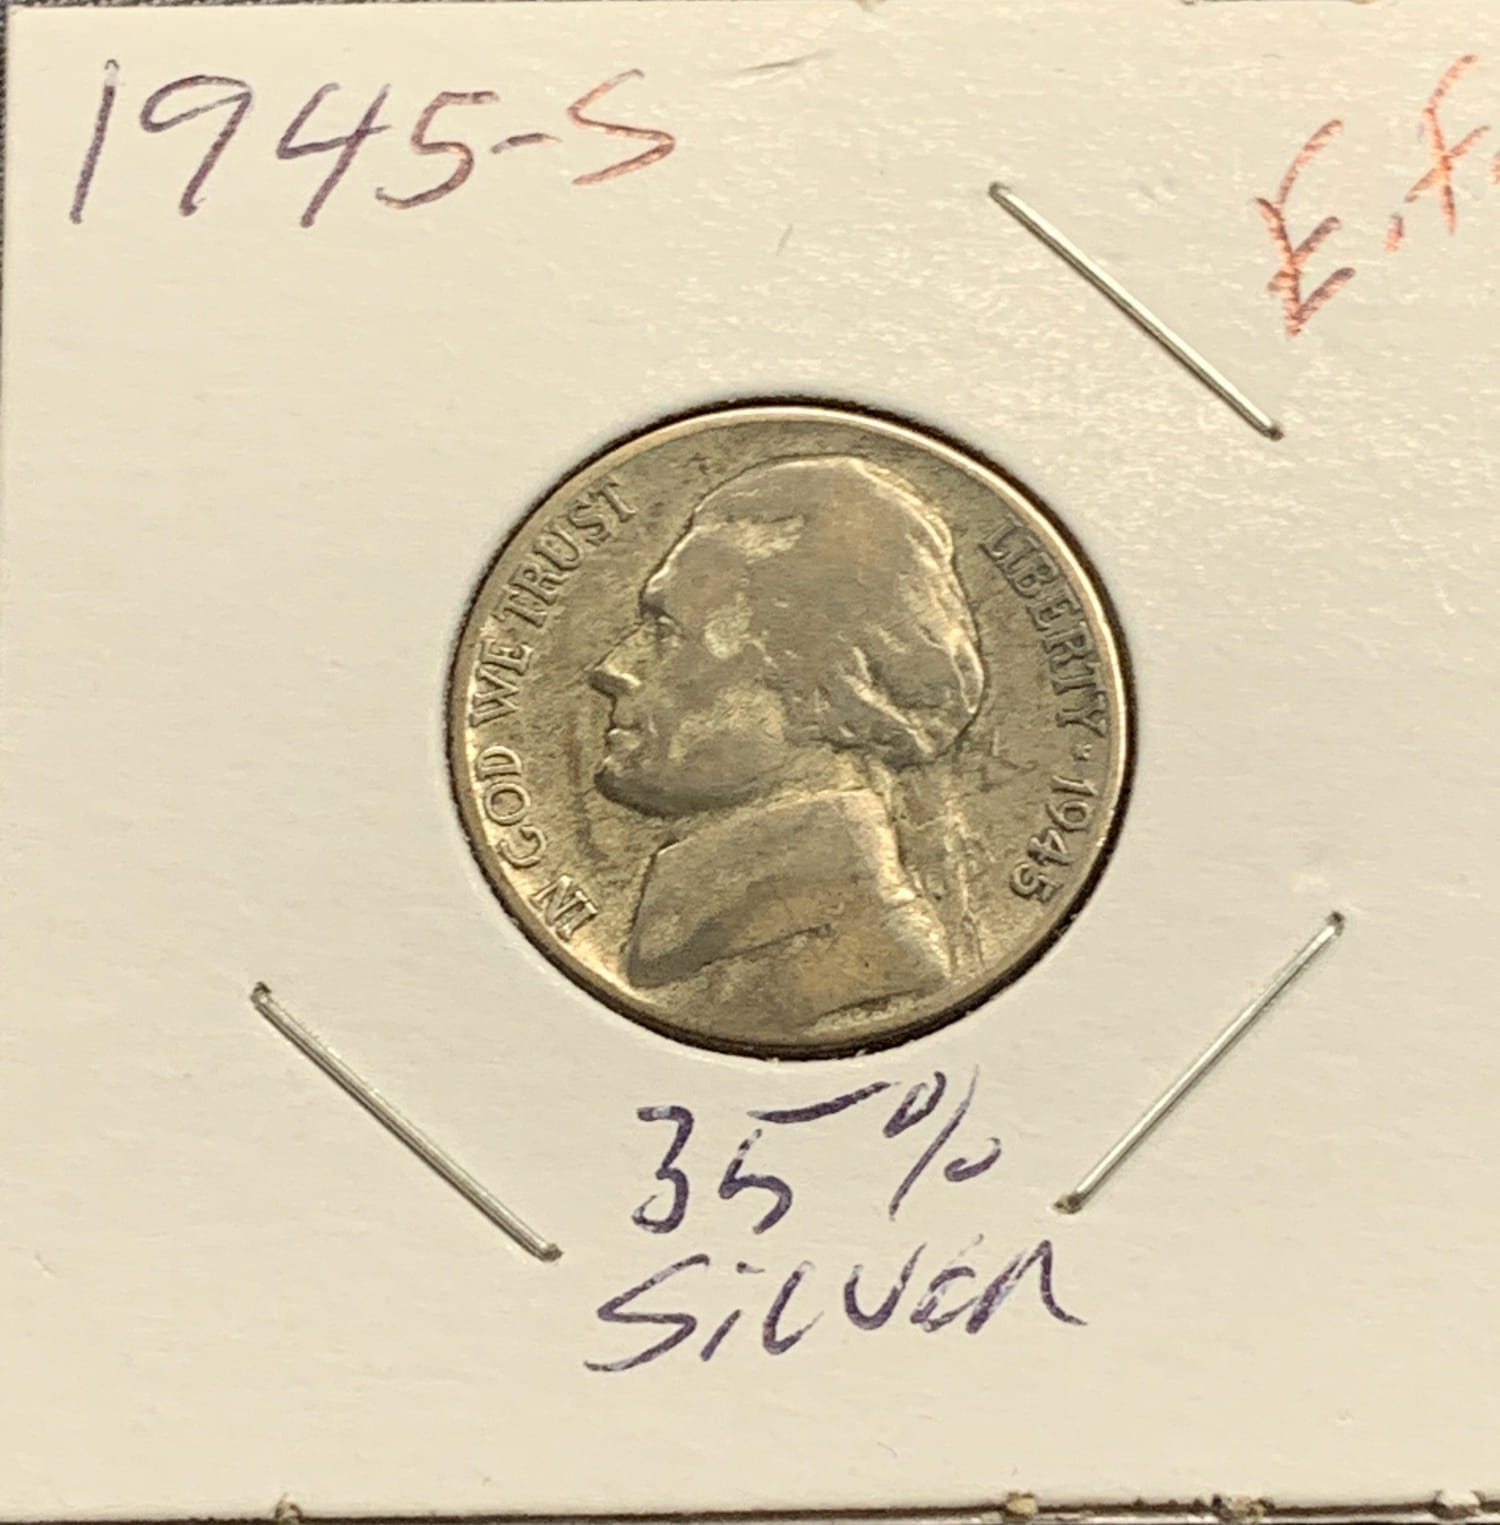 1945-S
E.F.
IN GOD WE TRUST
LIBERTY * 1945
35%
SILVER